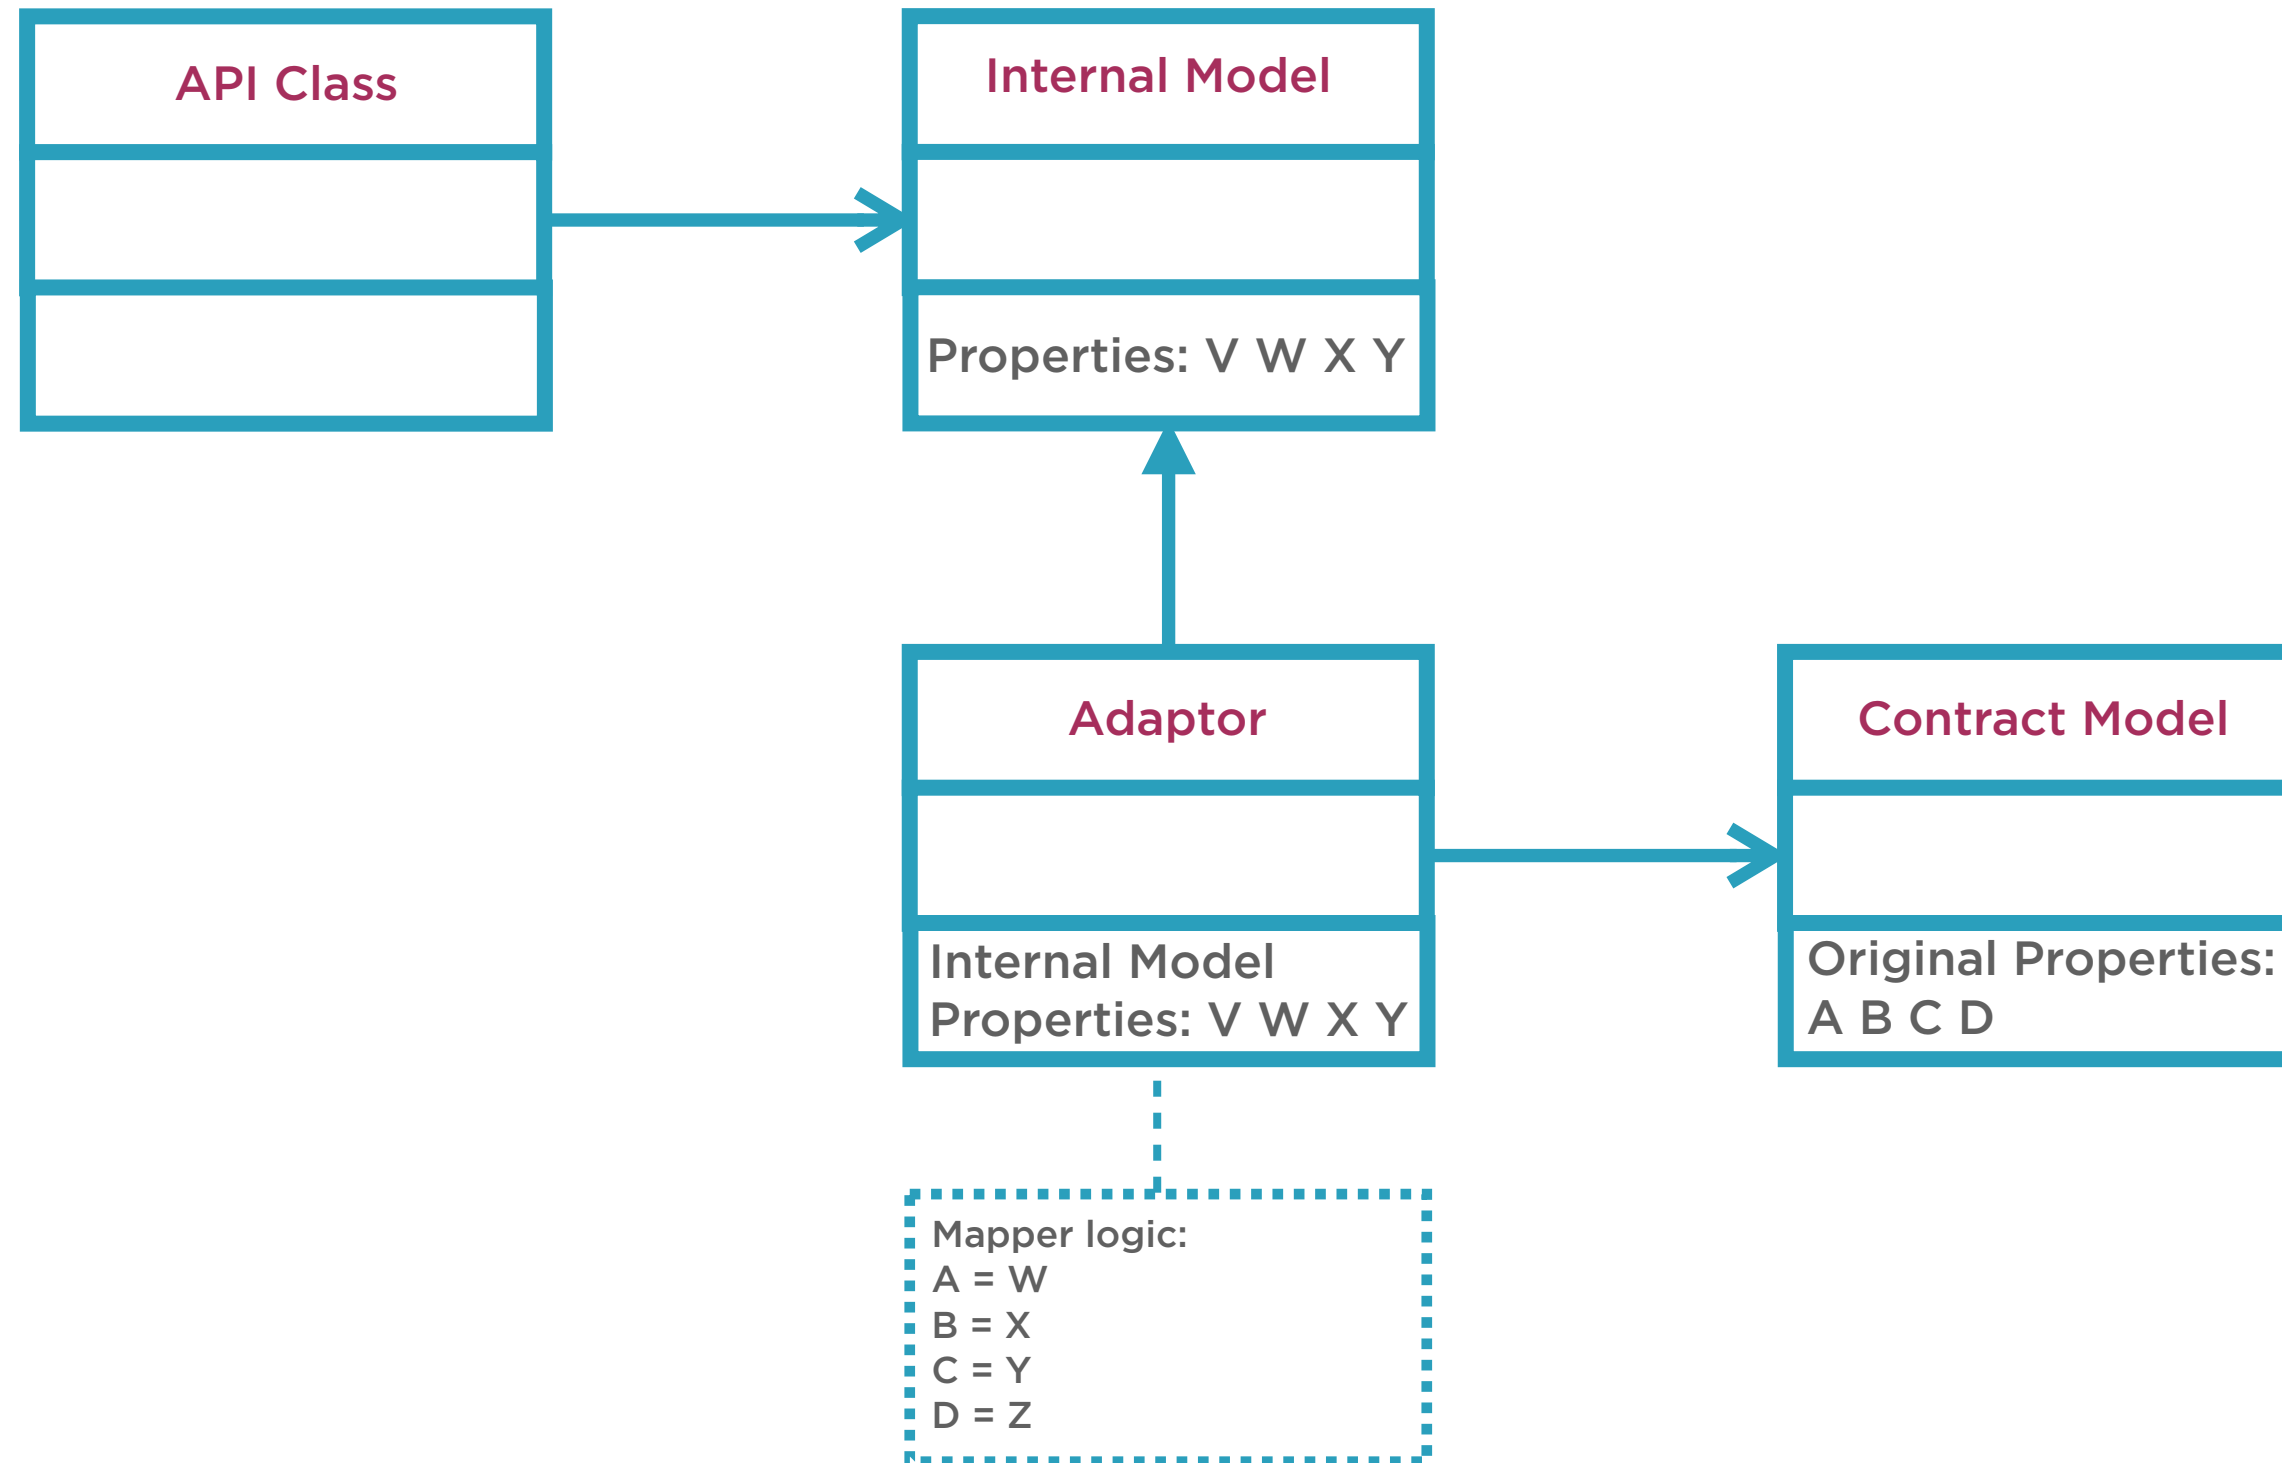 API Class
Internal Model
Properties: V W X Y
Adaptor
Internal Model
Properties: V W X Y
Contract Model
Original Properties:
A B C D
Mapper logic:
A = W
B = X
C = Y
D = Z